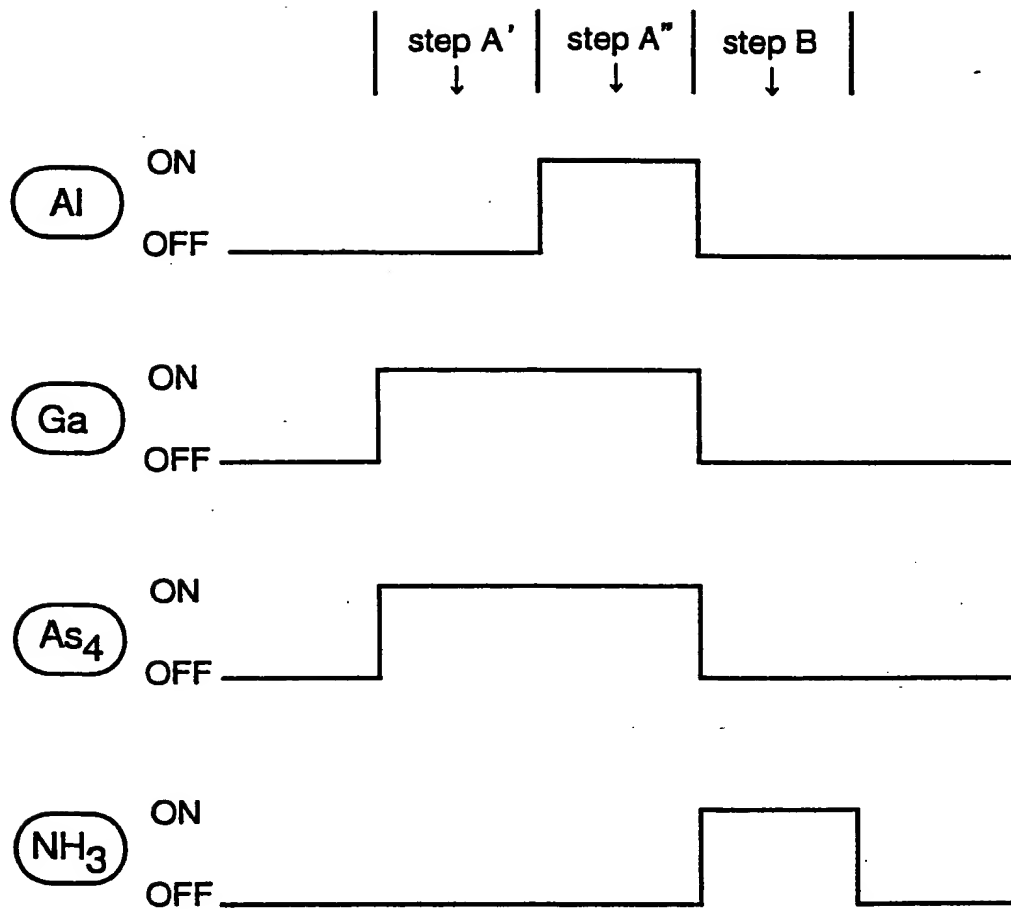 step A' step A" step B
ON
Al
OFF
ON
Ga
OFF
ON
As4
OFF
ON
NH3
OFF